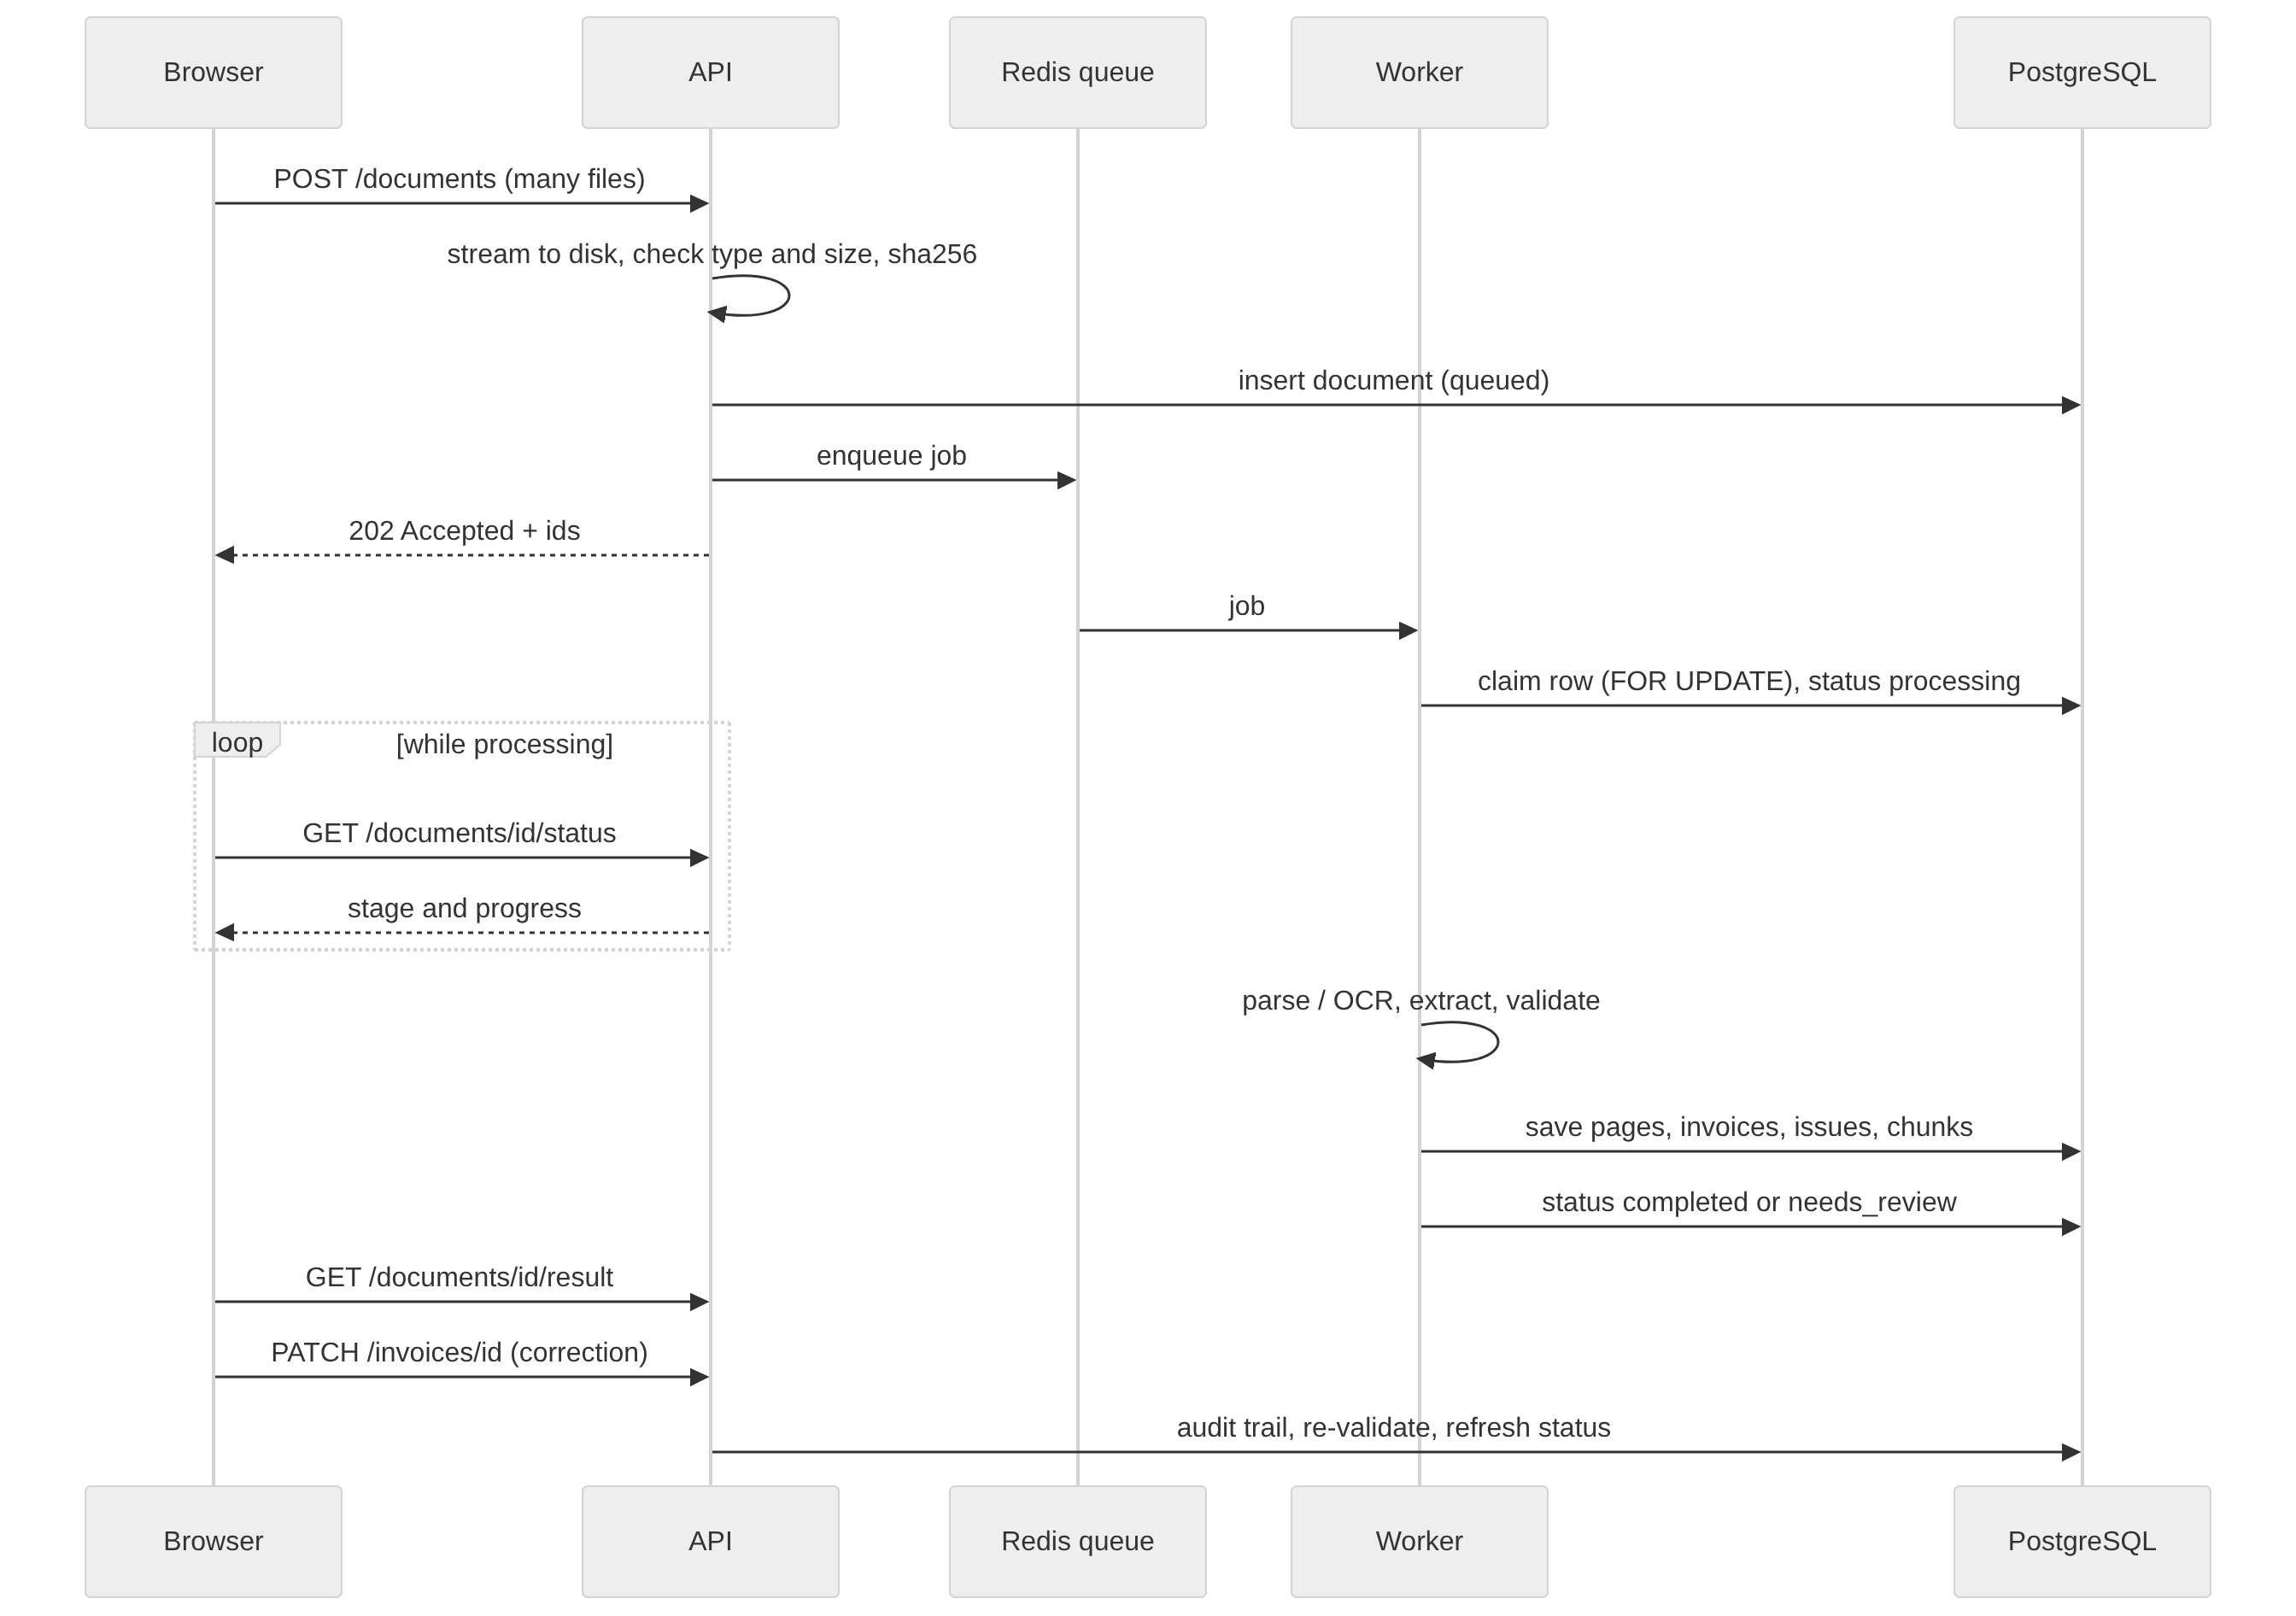 Browser
API
Redis queue
Worker
PostgreSQL
POST /documents (many files)
stream to disk, check type and size, sha256
insert document (queued)
enqueue job
202 Accepted + ids
job
claim row (FOR UPDATE), status processing
loop
[while processing]
GET /documents/id/status
stage and progress
parse / OCR, extract, validate
save pages, invoices, issues, chunks
status completed or needs_review
GET /documents/id/result
PATCH /invoices/id (correction)
audit trail, re-validate, refresh status
Browser
API
Redis queue
Worker
PostgreSQL